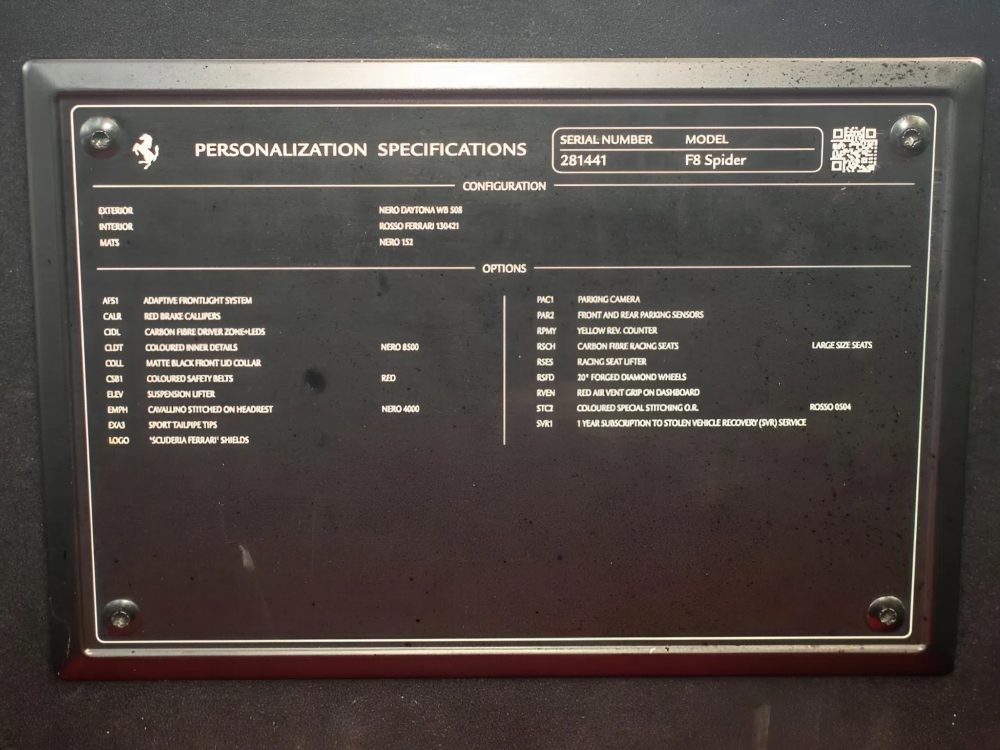 PERSONALIZATION SPECIFICATIONS
SERIAL NUMBER MODEL
281441 F8 Spider
CONFIGURATION
EXTERIOR NERO DAYTONA WB 508
INTERIOR ROSSO FERRARI 130421
MATS NERO 152
OPTIONS
AFS1 ADAPTIVE FRONTLIGHT SYSTEM
CALR RED BRAKE CALLIPERS
CIDL CARBON FIBRE DRIVER ZONE+LEDS
CLDT COLOURED INNER DETAILS NERO 8500
COLL MATTE BLACK FRONT LID COLLAR
CSB1 COLOURED SAFETY BELTS RED
ELEV SUSPENSION LIFTER
EMPH CAVALLINO STITCHED ON HEADREST NERO 4000
EXA3 SPORT TAILPIPE TIPS
LOGO "SCUDERIA FERRARI" SHIELDS
PAC1 PARKING CAMERA
PAR2 FRONT AND REAR PARKING SENSORS
RPMY YELLOW REV. COUNTER
RSCH CARBON FIBRE RACING SEATS LARGE SIZE SEATS
RSES RACING SEAT LIFTER
RSFD 20" FORGED DIAMOND WHEELS
RVEN RED AIR VENT GRIP ON DASHBOARD
STC2 COLOURED SPECIAL STITCHING O.R. ROSSO 0504
SVR1 1 YEAR SUBSCRIPTION TO STOLEN VEHICLE RECOVERY (SVR) SERVICE